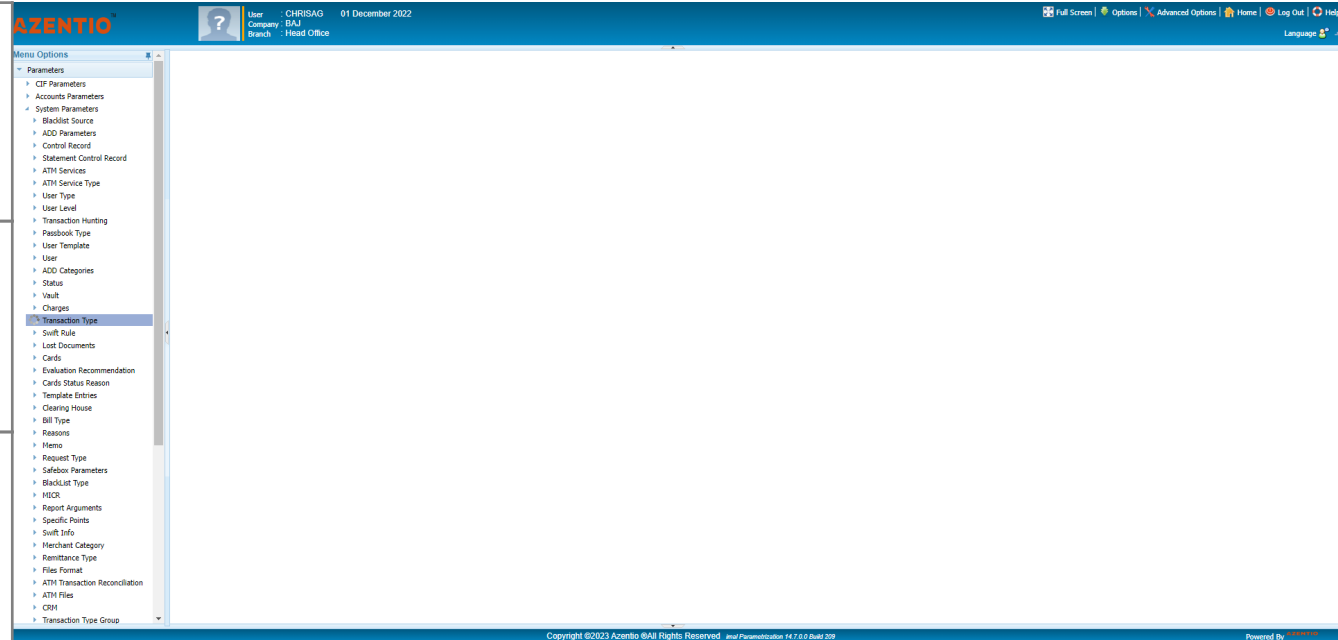 AZENTIO™
User : CHRISAG 01 December 2022
Company : BAJ
Branch : Head Office
Full Screen | Options | Advanced Options | Home | Log Out | Help
Language
Menu Options
Parameters
CIF Parameters
Accounts Parameters
System Parameters
Blacklist Source
ADD Parameters
Control Record
Statement Control Record
ATM Services
ATM Service Type
User Type
User Level
Transaction Hunting
Passbook Type
User Template
User
ADD Categories
Status
Vault
Charges
Transaction Type
Swift Rule
Lost Documents
Cards
Evaluation Recommendation
Cards Status Reason
Template Entries
Clearing House
Bill Type
Reasons
Memo
Request Type
Safebox Parameters
BlackList Type
MICR
Report Arguments
Specific Points
Swift Info
Merchant Category
Remittance Type
Files Format
ATM Transaction Reconciliation
ATM Files
CRM
Transaction Type Group
Copyright ©2023 Azentio ®All Rights Reserved imal Parametrization 14.7.0.0 Build 209
Powered By AZENTIO